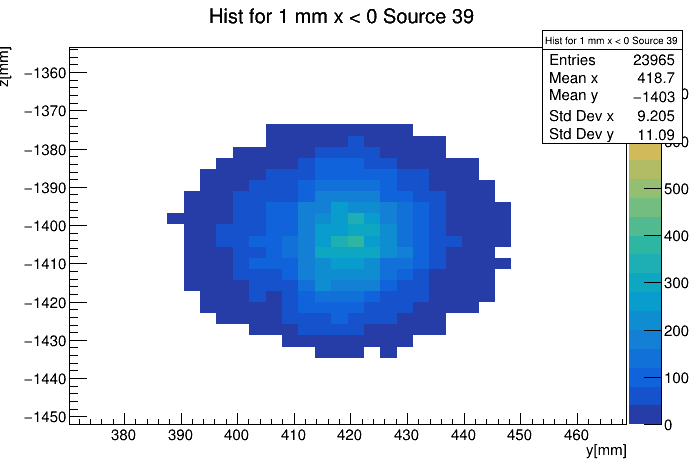 Hist for 1 mm x < 0 Source 39
Hist for 1 mm x < 0 Source 39
Entries 23965
Mean x 418.7
Mean y −1403
Std Dev x 9.205
Std Dev y 11.09
z[mm]
−1360
−1370
−1380
−1390
−1400
−1410
−1420
−1430
−1440
−1450
380 390 400 410 420 430 440 450 460
y[mm]
500
400
300
200
100
0